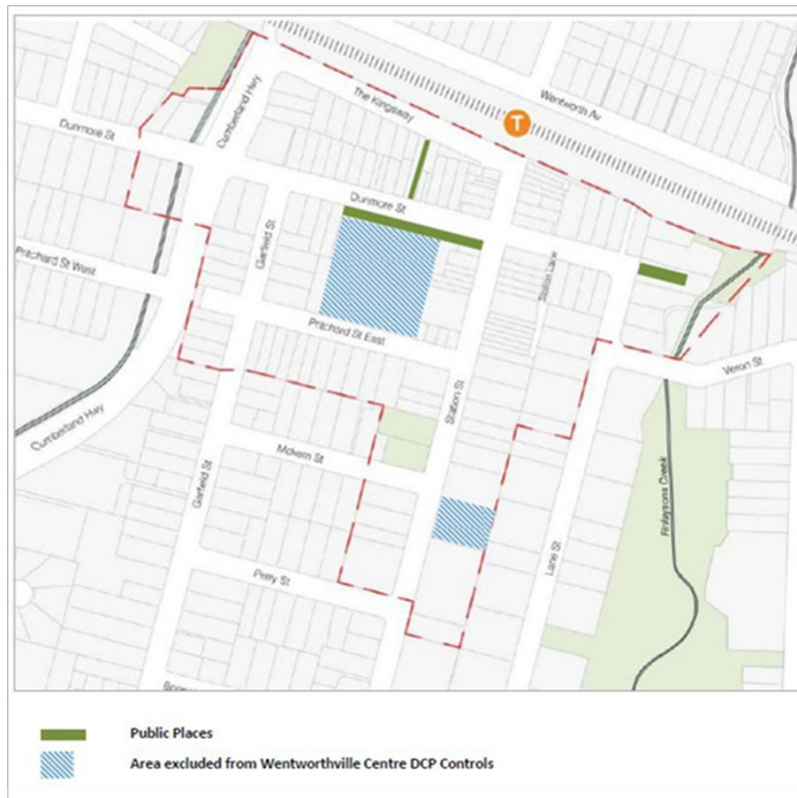 Wentworth Av
T
The Kingsway
Cumberland Hwy
Dunmore St
Dunmore St
Garfield St
Station Lane
Pritchard St West
Pritchard St East
Veron St
Station St
Cumberland Hwy
Mckern St
Garfield St
Finlaysons Creek
Lane St
Perry St
Public Places
Area excluded from Wentworthville Centre DCP Controls